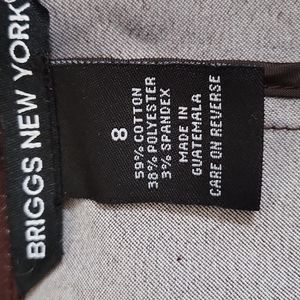 BRIGGS NEW YORK
8
59% COTTON
38% POLYESTER
3% SPANDEX
MADE IN
GUATEMALA
CARE ON REVERSE